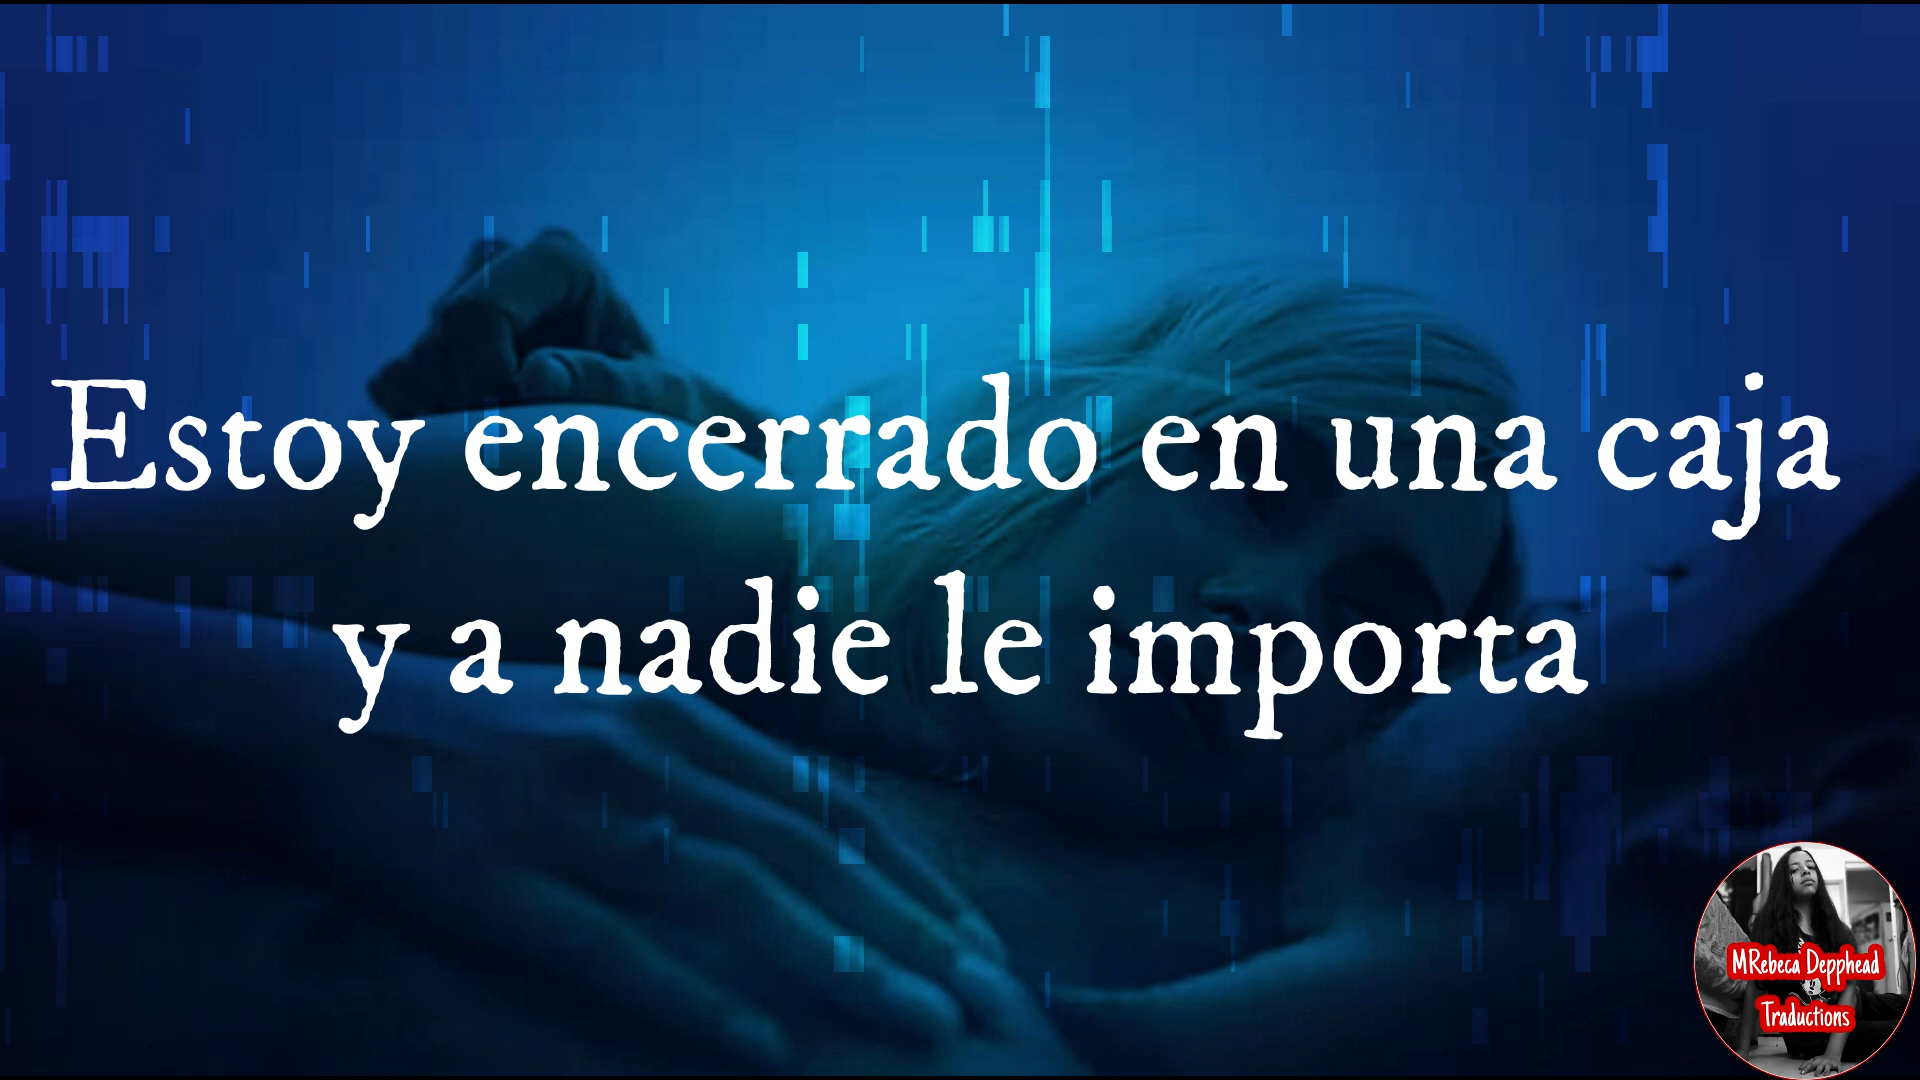 Estoy encerrado en una caja
y a nadie le importa
MRebeca Depphead
Traductions